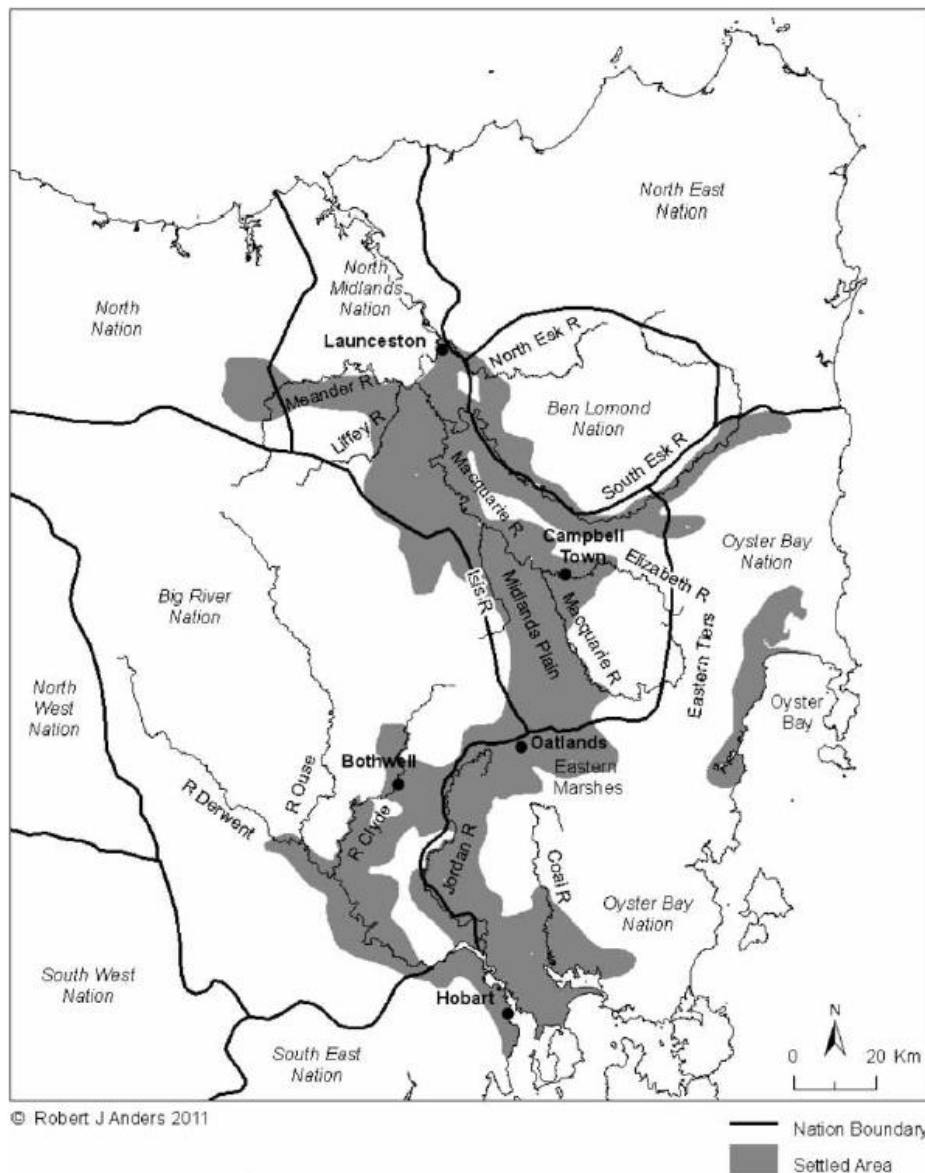 North East
Nation
North
Midlands
Nation
North
Nation
Launceston
North Esk R
Meander R
Ben Lomond
Nation
Liffey R
South Esk R
Macquarie R
Campbell
Town
Oyster Bay
Nation
Elizabeth R
Isis R
Big River
Nation
Midlands Plain
Macquarie R
Eastern Tiers
North
West
Nation
Oyster
Bay
Oatlands
Bothwell
Eastern
Marshes
R Ouse
R Derwent
R Clyde
Jordan R
Coal R
Oyster Bay
Nation
South West
Nation
Hobart
N
South East
Nation
0 20 Km
© Robert J Anders 2011
Nation Boundary
Settled Area